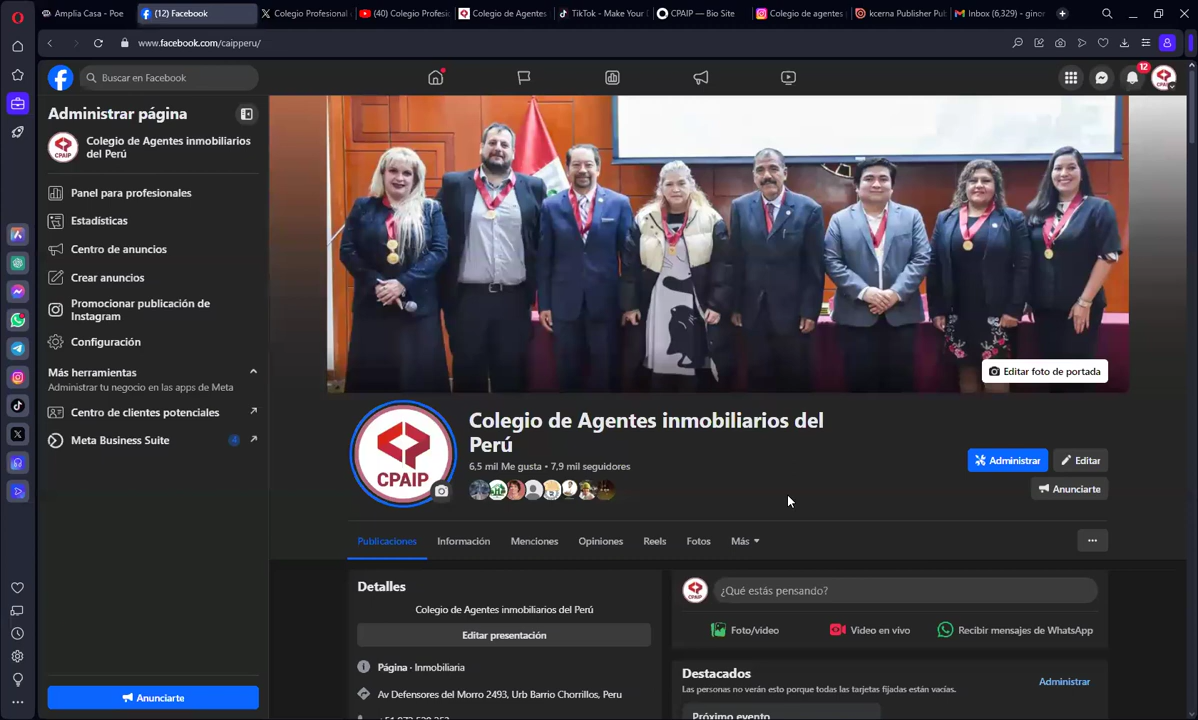 Amplia Casa - Poe
(12) Facebook
Colegio Profesional
(40) Colegio Profesi
Colegio de Agentes
TikTok - Make Your
CPAIP — Bio Site
Colegio de agentes
kcerna Publisher Pu
Inbox (6,329) - gino
www.facebook.com/caipperu/
Buscar en Facebook
12
Administrar página
Colegio de Agentes inmobiliarios
del Perú
Panel para profesionales
Estadísticas
Centro de anuncios
Crear anuncios
Promocionar publicación de
Instagram
Configuración
Más herramientas
Administrar tu negocio en las apps de Meta
Centro de clientes potenciales
Meta Business Suite
4
Anunciarte
Editar foto de portada
CPAIP
Colegio de Agentes inmobiliarios del
Perú
6,5 mil Me gusta • 7,9 mil seguidores
Administrar
Editar
Anunciarte
Publicaciones
Información
Menciones
Opiniones
Reels
Fotos
Más
Detalles
Colegio de Agentes inmobiliarios del Perú
Editar presentación
Página · Inmobiliaria
Av Defensores del Morro 2493, Urb Barrio Chorrillos, Peru
¿Qué estás pensando?
Foto/video
Video en vivo
Recibir mensajes de WhatsApp
Destacados
Las personas no verán esto porque todas las tarjetas fijadas están vacías.
Administrar
Próximo evento